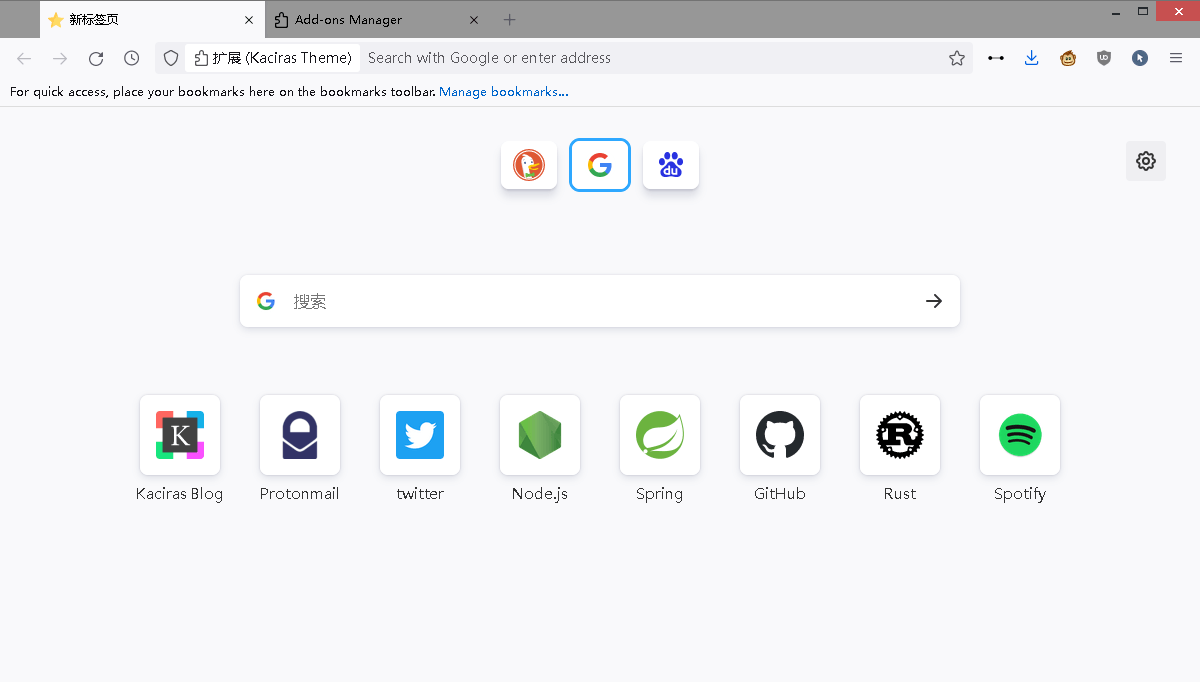 新标签页
Add-ons Manager
扩展 (Kaciras Theme)
Search with Google or enter address
For quick access, place your bookmarks here on the bookmarks toolbar. Manage bookmarks...
du
搜索
K
R
Kaciras Blog
Protonmail
twitter
Node.js
Spring
GitHub
Rust
Spotify